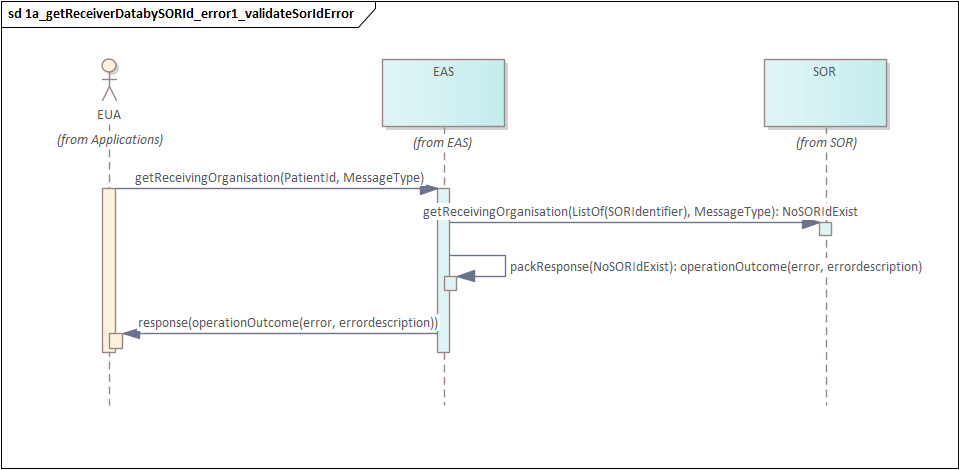 sd 1a_getReceiverDatabySORId_error1_validateSorIdError
EUA
(from Applications)
EAS
(from EAS)
SOR
(from SOR)
getReceivingOrganisation(PatientId, MessageType)
getReceivingOrganisation(ListOf(SORIdentifier), MessageType): NoSORIdExist
packResponse(NoSORIdExist): operationOutcome(error, errordescription)
response(operationOutcome(error, errordescription))